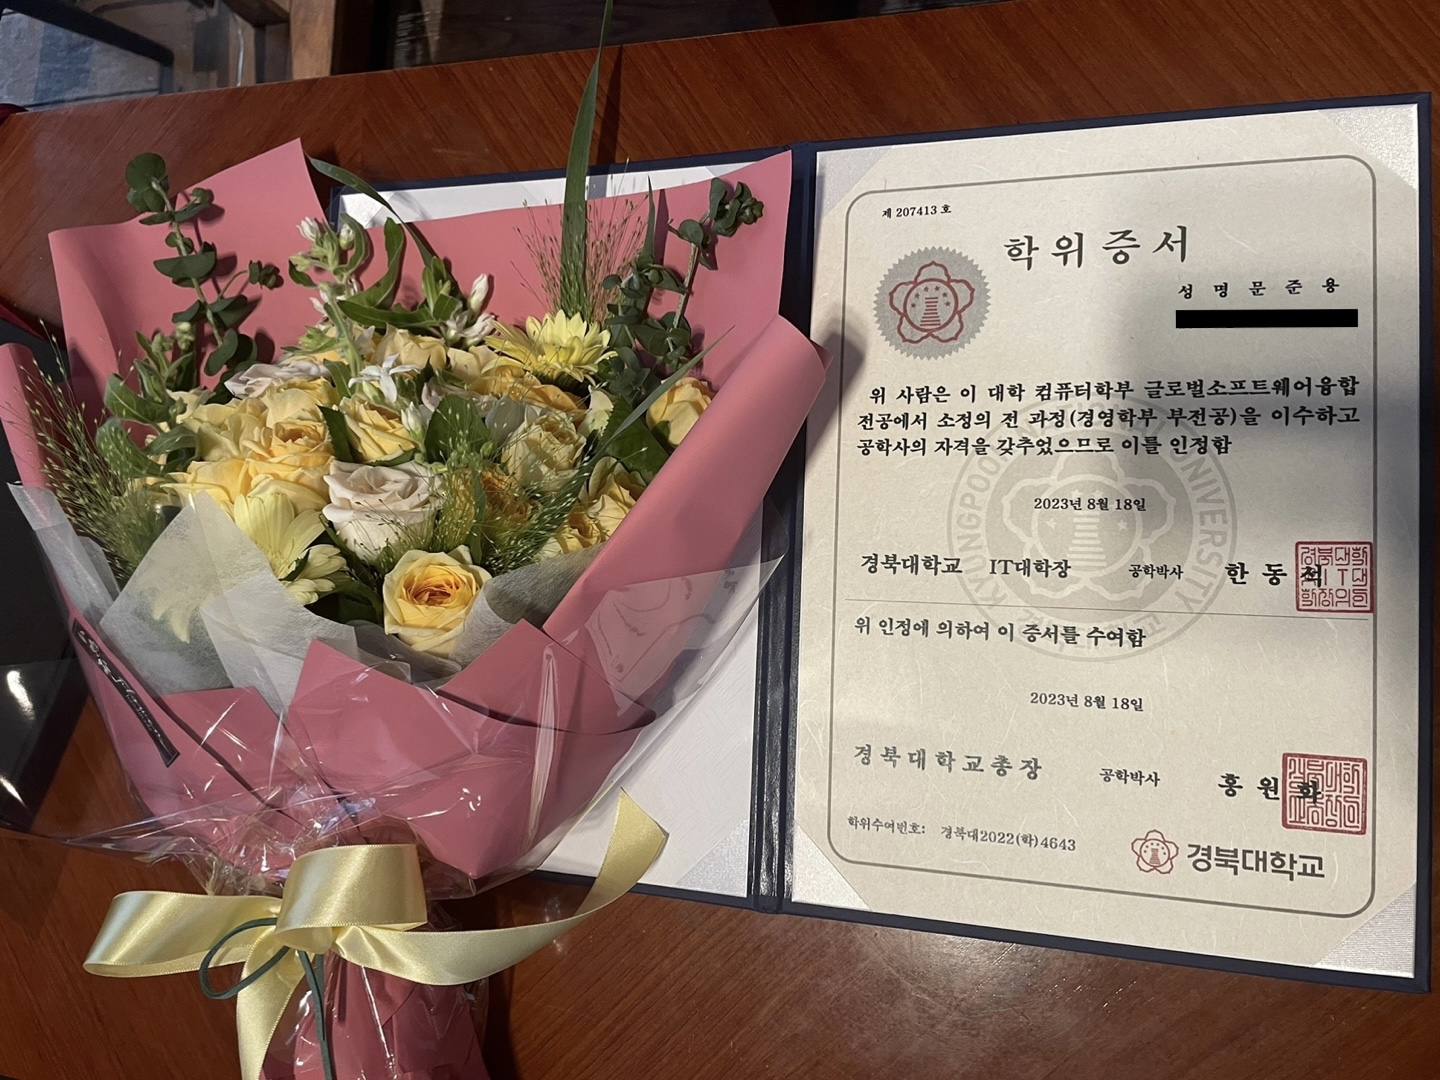 제 207413 호
학위증서
성 명 문 준 용
위 사람은 이 대학 컴퓨터학부 글로벌소프트웨어융합
전공에서 소정의 전 과정(경영학부 부전공)을 이수하고
공학사의 자격을 갖추었으므로 이를 인정함
2023년 8월 18일
경북대학교 IT대학장 공학박사 한 동 석
위 인정에 의하여 이 증서를 수여함
2023년 8월 18일
경북대학교총장 공학박사 홍 원 화
학위수여번호: 경북대2022(학)4643
경북대학교